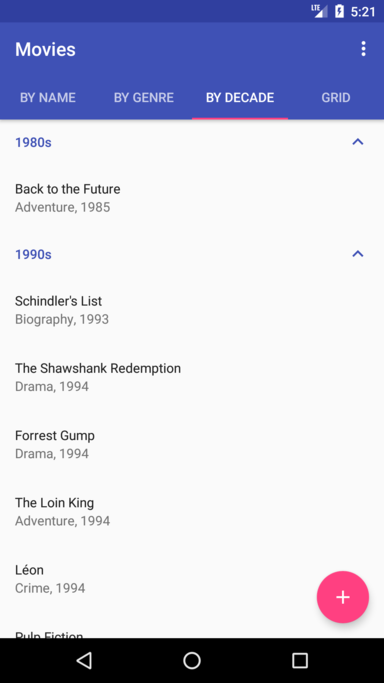 LTE 5:21
Movies
BY NAME BY GENRE BY DECADE GRID
1980s
Back to the Future
Adventure, 1985
1990s
Schindler's List
Biography, 1993
The Shawshank Redemption
Drama, 1994
Forrest Gump
Drama, 1994
The Loin King
Adventure, 1994
Léon
Crime, 1994
Pulp Fiction